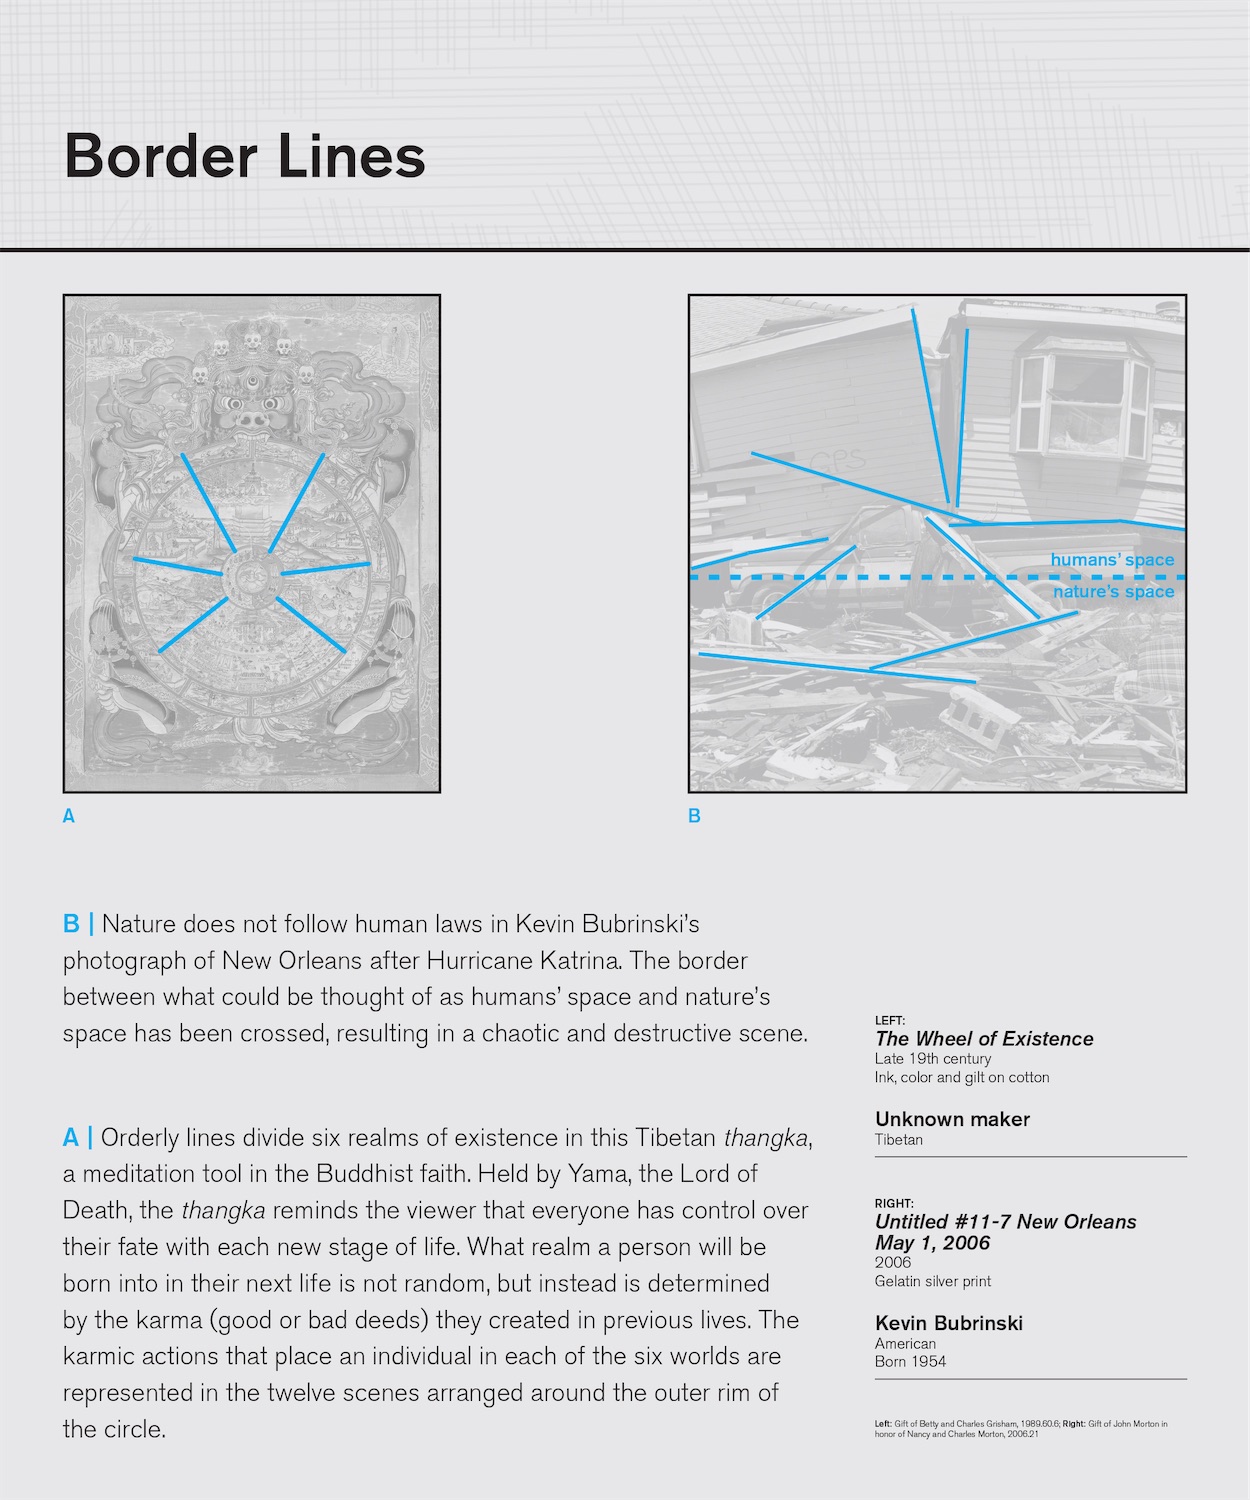 Border Lines
GPS
humans’ space
nature’s space
A
B
B | Nature does not follow human laws in Kevin Bubrinski’s
photograph of New Orleans after Hurricane Katrina. The border
between what could be thought of as humans’ space and nature’s
space has been crossed, resulting in a chaotic and destructive scene.
A | Orderly lines divide six realms of existence in this Tibetan thangka,
a meditation tool in the Buddhist faith. Held by Yama, the Lord of
Death, the thangka reminds the viewer that everyone has control over
their fate with each new stage of life. What realm a person will be
born into in their next life is not random, but instead is determined
by the karma (good or bad deeds) they created in previous lives. The
karmic actions that place an individual in each of the six worlds are
represented in the twelve scenes arranged around the outer rim of
the circle.
LEFT:
The Wheel of Existence
Late 19th century
Ink, color and gilt on cotton
Unknown maker
Tibetan
RIGHT:
Untitled #11-7 New Orleans
May 1, 2006
2006
Gelatin silver print
Kevin Bubrinski
American
Born 1954
Left: Gift of Betty and Charles Grisham, 1989.60.6; Right: Gift of John Morton in
honor of Nancy and Charles Morton, 2006.21